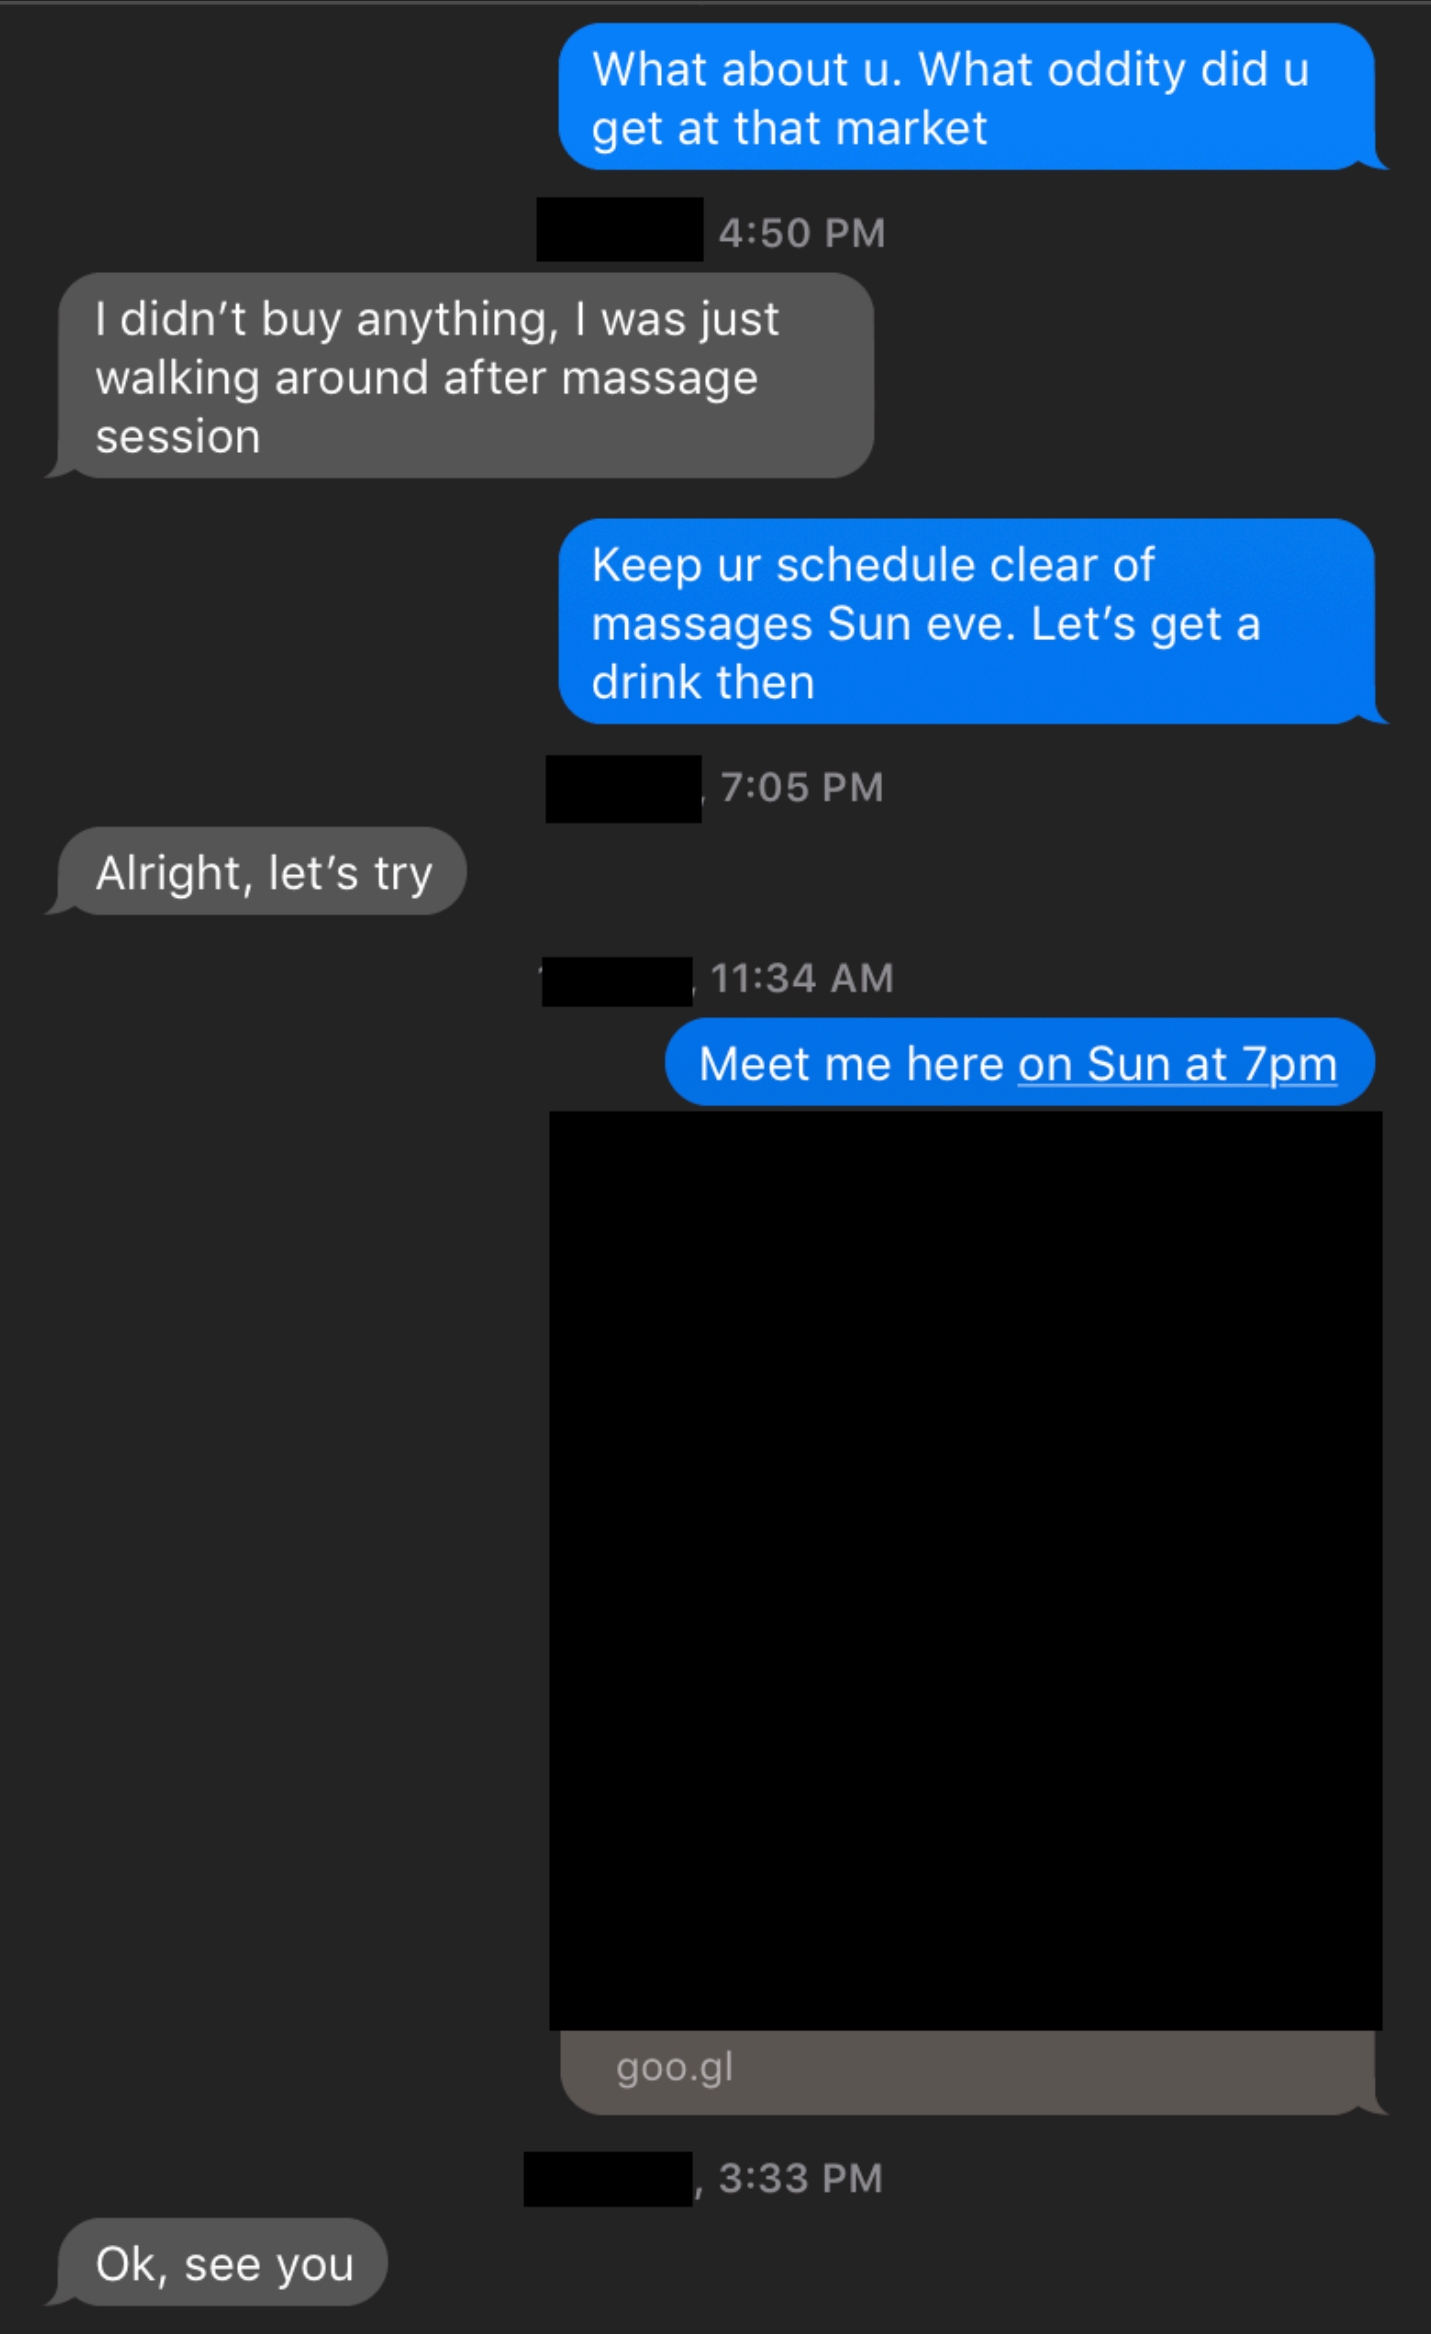 What about u. What oddity did u
get at that market
4:50 PM
I didn’t buy anything, I was just
walking around after massage
session
Keep ur schedule clear of
massages Sun eve. Let’s get a
drink then
, 7:05 PM
Alright, let’s try
, 11:34 AM
Meet me here on Sun at 7pm
goo.gl
, 3:33 PM
Ok, see you